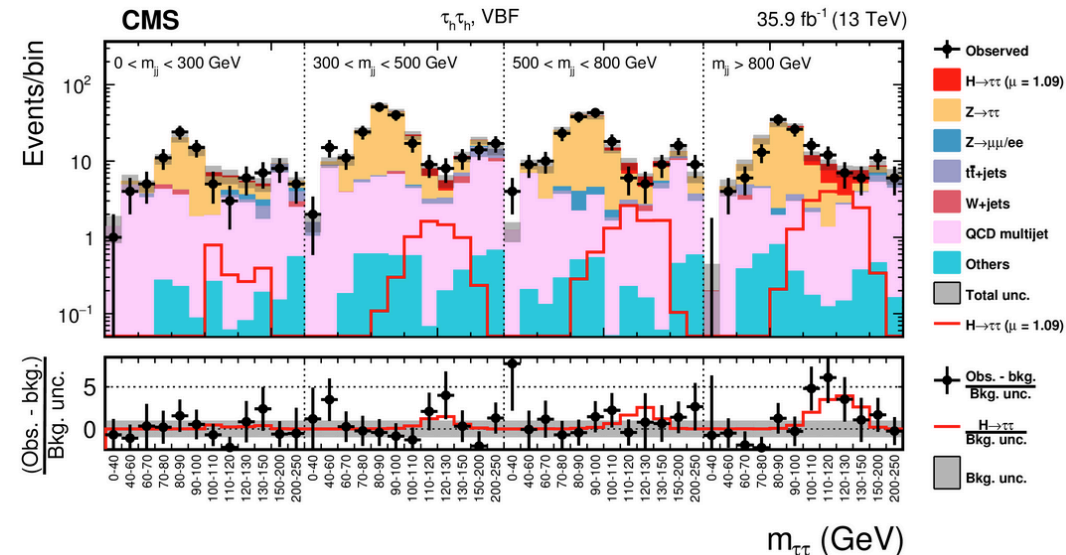 CMS
τhτh, VBF
35.9 fb⁻¹ (13 TeV)
Events/bin
10²
10
1
10⁻¹
0 < mjj < 300 GeV
300 < mjj < 500 GeV
500 < mjj < 800 GeV
mjj > 800 GeV
Observed
H→ττ (μ = 1.09)
Z→ττ
Z→μμ/ee
tt̄+jets
W+jets
QCD multijet
Others
Total unc.
H→ττ (μ = 1.09)
(Obs. - bkg.)
Bkg. unc.
5
0
Obs. - bkg.
Bkg. unc.
H→ττ
Bkg. unc.
Bkg. unc.
0-40 40-60 60-70 70-80 80-90 90-100 100-110 110-120 120-130 130-150 150-200 200-250 0-40 40-60 60-70 70-80 80-90 90-100 100-110 110-120 120-130 130-150 150-200 200-250 0-40 40-60 60-70 70-80 80-90 90-100 100-110 110-120 120-130 130-150 150-200 200-250 0-40 40-60 60-70 70-80 80-90 90-100 100-110 110-120 120-130 130-150 150-200 200-250
mττ (GeV)